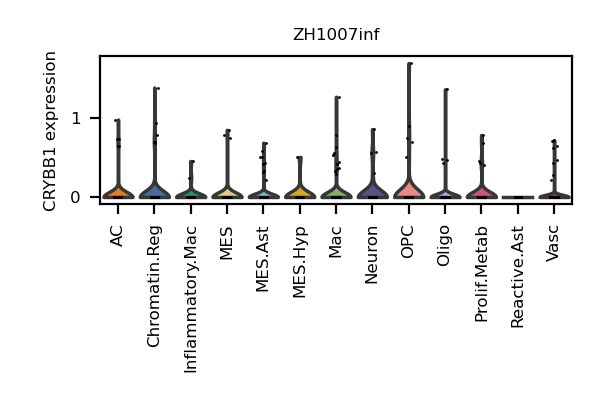 ZH1007inf
CRYBB1 expression
1
0
AC
Chromatin.Reg
Inflammatory.Mac
MES
MES.Ast
MES.Hyp
Mac
Neuron
OPC
Oligo
Prolif.Metab
Reactive.Ast
Vasc